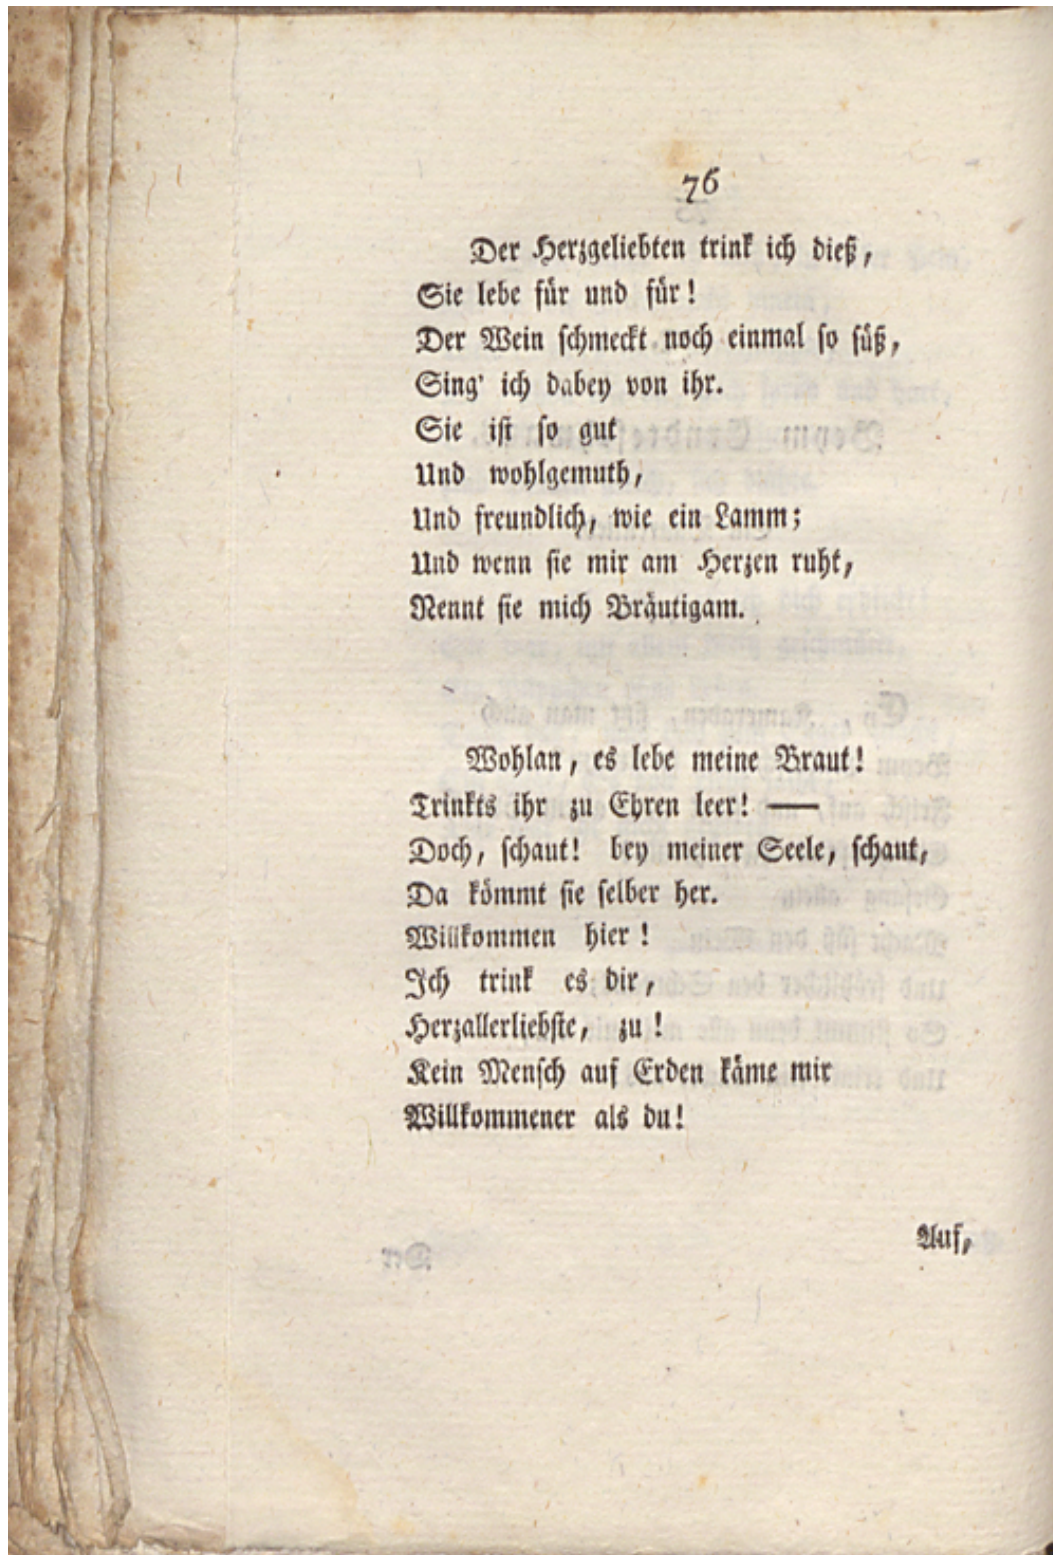 76
Der Herzgeliebten trink ich dieß,
Sie lebe für und für!
Der Wein schmeckt noch einmal so süß,
Sing' ich dabey von ihr.
Sie ist so gut
Und wohlgemuth,
Und freundlich, wie ein Lamm;
Und wenn sie mir am Herzen ruht,
Nennt sie mich Bräutigam.
Wohlan, es lebe meine Braut!
Trinkts ihr zu Ehren leer! —
Doch, schaut! bey meiner Seele, schaut,
Da kömmt sie selber her.
Willkommen hier!
Ich trink es dir,
Herzallerliebste, zu!
Kein Mensch auf Erden käme mir
Willkommener als du!
Auf,